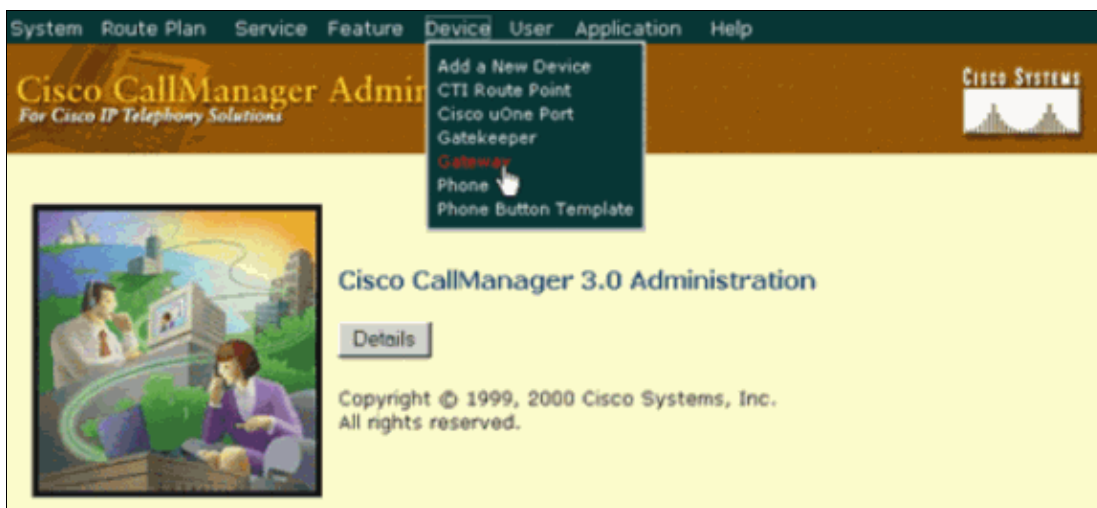 System Route Plan Service Feature Device User Application Help
Cisco CallManager Admin
For Cisco IP Telephony Solutions
CISCO SYSTEMS
Add a New Device
CTI Route Point
Cisco uOne Port
Gatekeeper
Gateway
Phone
Phone Button Template
Cisco CallManager 3.0 Administration
Details
Copyright © 1999, 2000 Cisco Systems, Inc.
All rights reserved.